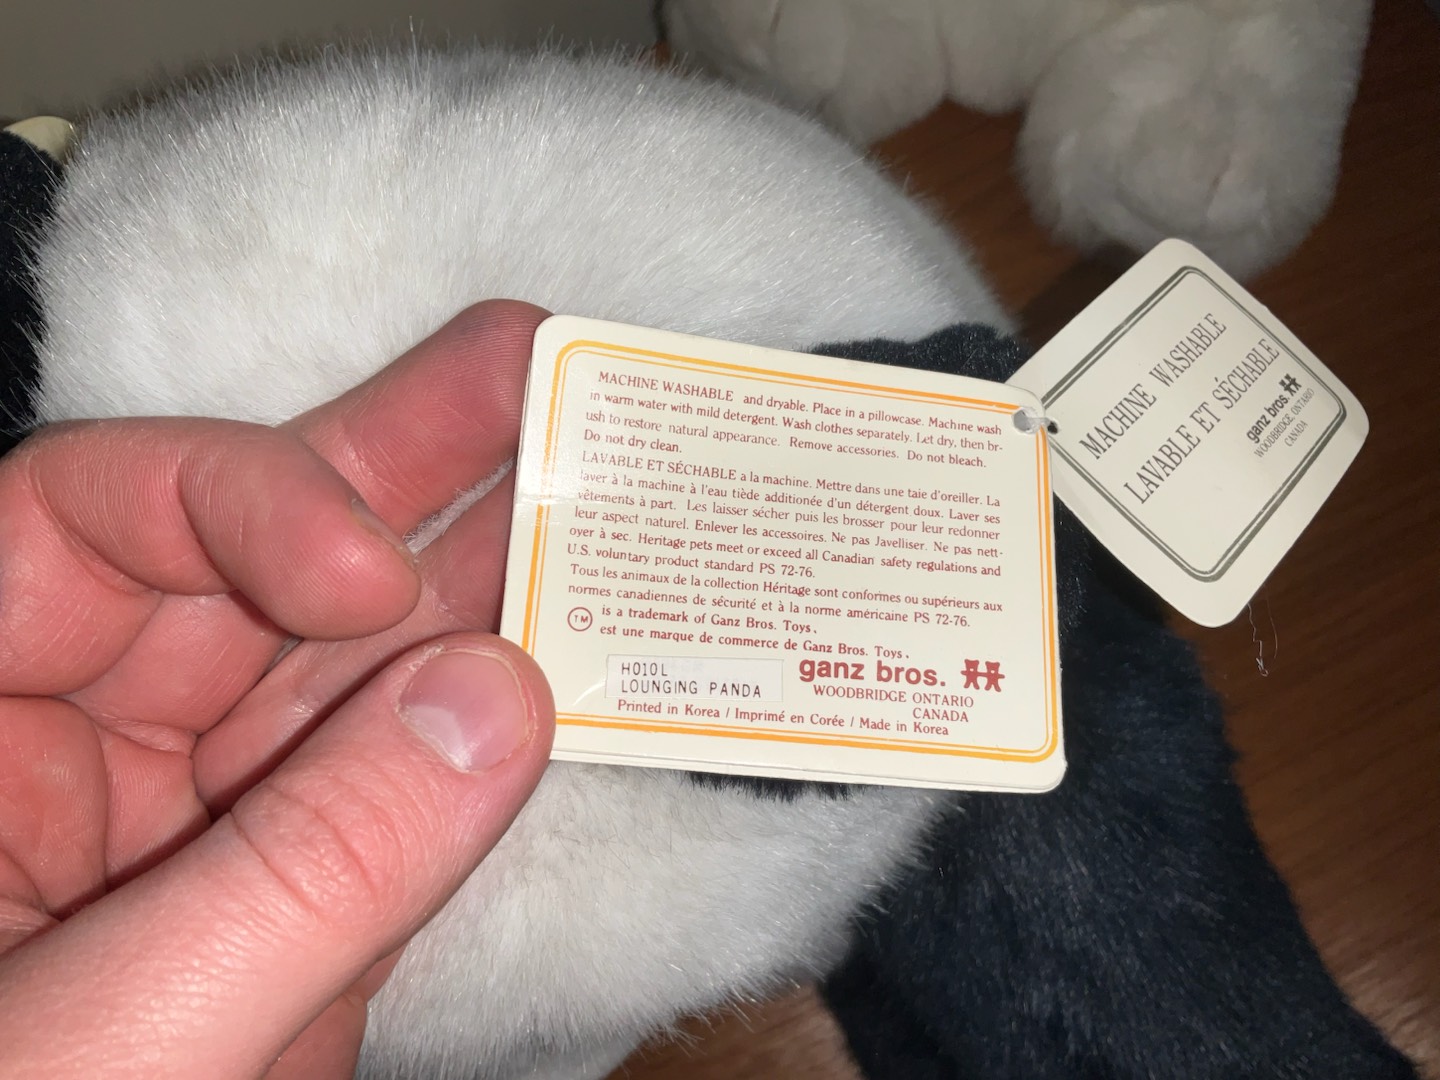 MACHINE WASHABLE and dryable. Place in a pillowcase. Machine wash
in warm water with mild detergent. Wash clothes separately. Let dry, then br-
ush to restore natural appearance. Remove accessories. Do not bleach.
Do not dry clean.
LAVABLE ET SÉCHABLE a la machine. Mettre dans une taie d'oreiller. La
laver à la machine à l'eau tiède additionée d'un détergent doux. Laver ses
vêtements à part. Les laisser sécher puis les brosser pour leur redonner
leur aspect naturel. Enlever les accessoires. Ne pas Javelliser. Ne pas nett-
oyer à sec. Heritage pets meet or exceed all Canadian safety regulations and
U.S. voluntary product standard PS 72-76.
Tous les animaux de la collection Héritage sont conformes ou supérieurs aux
normes canadiennes de sécurité et à la norme américaine PS 72-76.
TM is a trademark of Ganz Bros. Toys.
est une marque de commerce de Ganz Bros. Toys.
H010L
LOUNGING PANDA
ganz bros.
WOODBRIDGE ONTARIO
CANADA
Printed in Korea / Imprimé en Corée / Made in Korea
MACHINE WASHABLE
LAVABLE ET SÉCHABLE
ganz bros.
WOODBRIDGE ONTARIO
CANADA